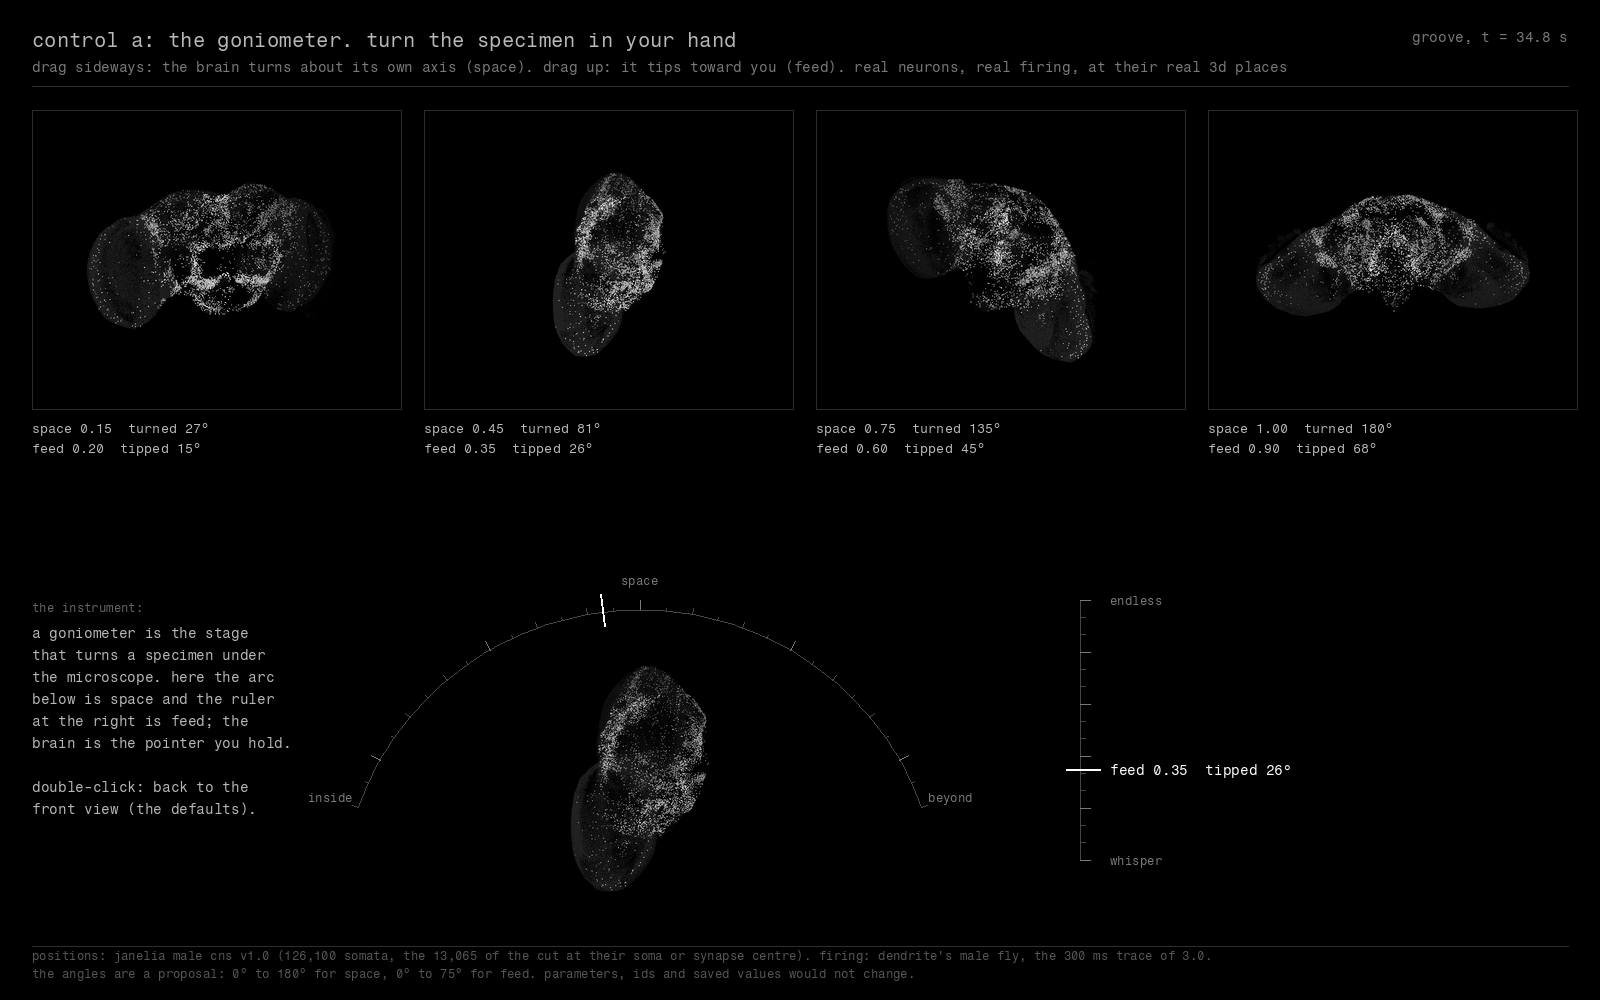 control a: the goniometer. turn the specimen in your hand
groove, t = 34.8 s
drag sideways: the brain turns about its own axis (space). drag up: it tips toward you (feed). real neurons, real firing, at their real 3d places
space 0.15  turned 27°
feed 0.20  tipped 15°
space 0.45  turned 81°
feed 0.35  tipped 26°
space 0.75  turned 135°
feed 0.60  tipped 45°
space 1.00  turned 180°
feed 0.90  tipped 68°
the instrument:
a goniometer is the stage
that turns a specimen under
the microscope. here the arc
below is space and the ruler
at the right is feed; the
brain is the pointer you hold.
double-click: back to the
front view (the defaults).
space
inside
beyond
endless
feed 0.35  tipped 26°
whisper
positions: janelia male cns v1.0 (126,100 somata, the 13,065 of the cut at their soma or synapse centre). firing: dendrite's male fly, the 300 ms trace of 3.0.
the angles are a proposal: 0° to 180° for space, 0° to 75° for feed. parameters, ids and saved values would not change.